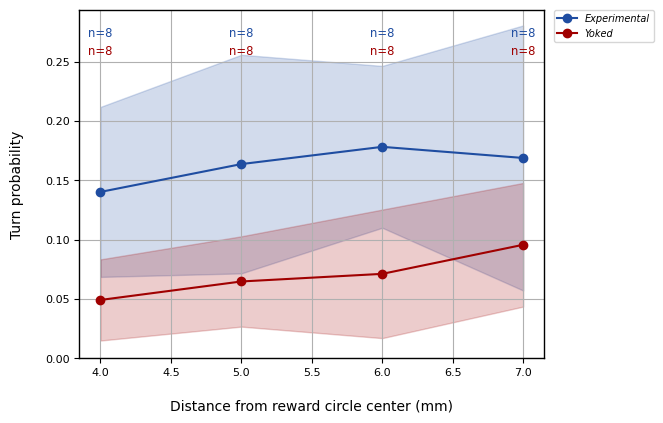 n=8 n=8 n=8 n=8
n=8 n=8 n=8 n=8
Experimental
Yoked
Turn probability
0.25
0.20
0.15
0.10
0.05
0.00
4.0 4.5 5.0 5.5 6.0 6.5 7.0
Distance from reward circle center (mm)